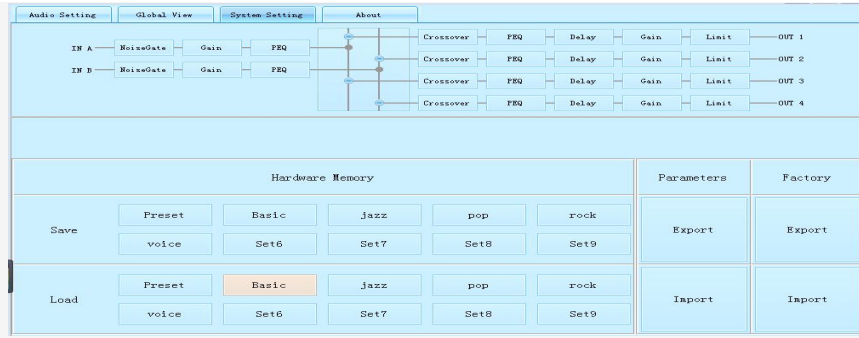 Audio Setting Global View System Setting About
Crossover PEQ Delay Gain Limit OUT 1
IN A NoiseGate Gain PEQ
Crossover PEQ Delay Gain Limit OUT 2
IN B NoiseGate Gain PEQ
Crossover PEQ Delay Gain Limit OUT 3
Crossover PEQ Delay Gain Limit OUT 4
Hardware Memory Parameters Factory
Save
Preset Basic jazz pop rock
voice Set6 Set7 Set8 Set9
Export Export
Load
Preset Basic jazz pop rock
voice Set6 Set7 Set8 Set9
Import Import